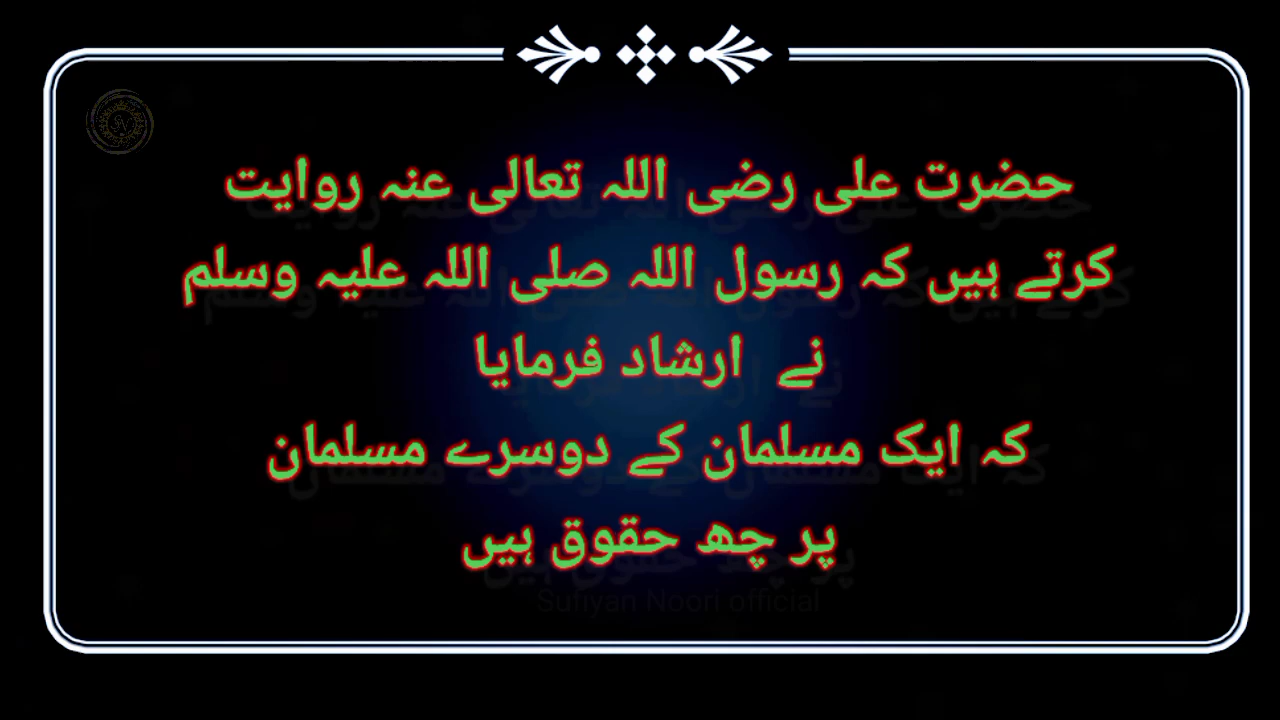 حضرت علی رضی اللہ تعالی عنہ روایت
کرتے ہیں کہ رسول اللہ صلی اللہ علیہ وسلم
نے ارشاد فرمایا
کہ ایک مسلمان کے دوسرے مسلمان
پر چھ حقوق ہیں
Sufiyan Noori official